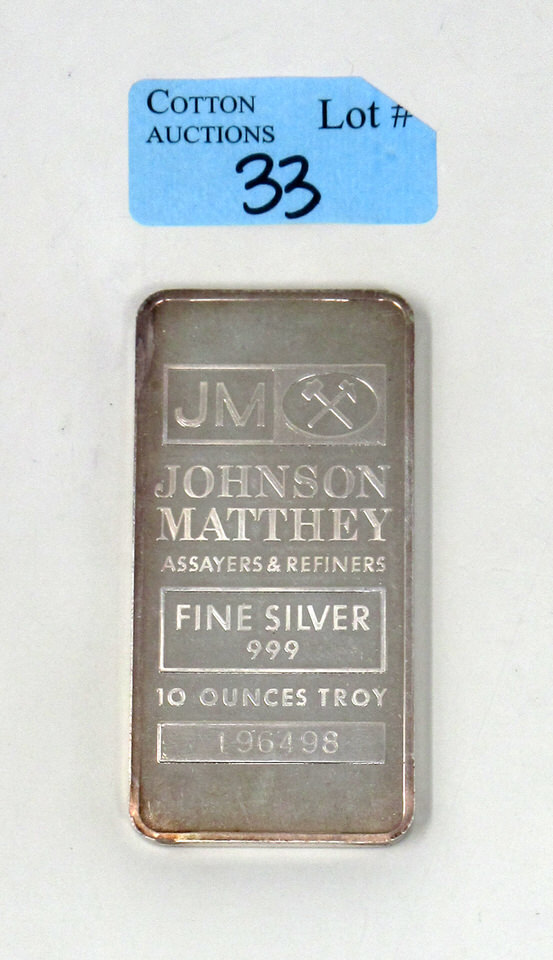 COTTON
AUCTIONS
Lot #
33
JM
JOHNSON
MATTHEY
ASSAYERS & REFINERS
FINE SILVER
999
10 OUNCES TROY
196498